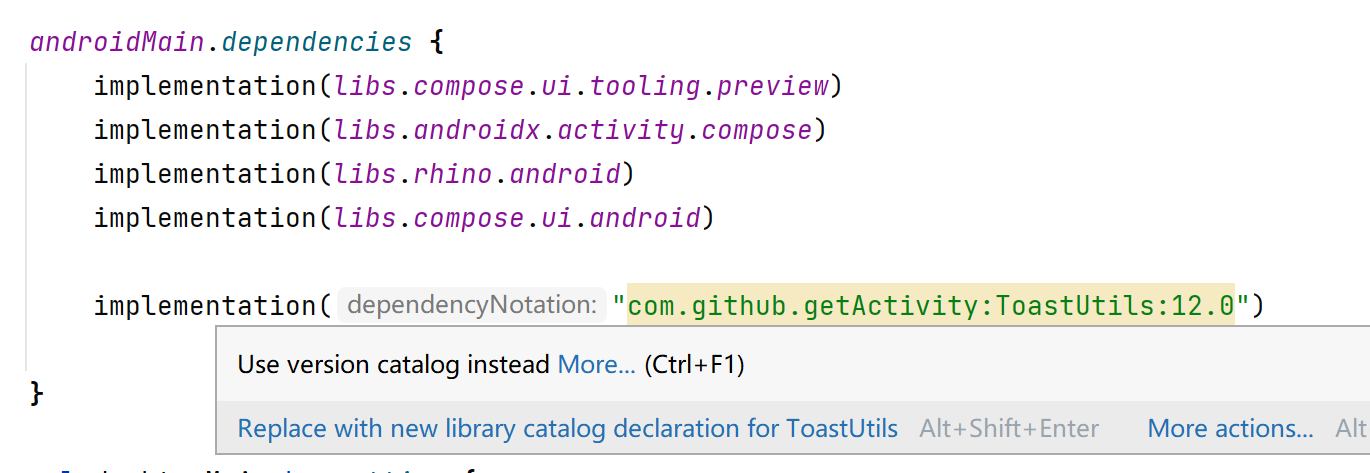 androidMain.dependencies {
implementation(libs.compose.ui.tooling.preview)
implementation(libs.androidx.activity.compose)
implementation(libs.rhino.android)
implementation(libs.compose.ui.android)
implementation( dependencyNotation: "com.github.getActivity:ToastUtils:12.0")
Use version catalog instead More... (Ctrl+F1)
}
Replace with new library catalog declaration for ToastUtils Alt+Shift+Enter More actions... Alt